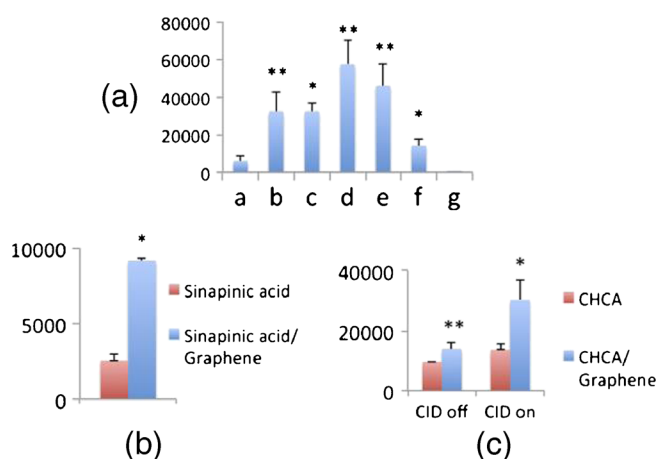 80000
60000
40000
20000
0
** * ** ** *
a b c d e f g
(a)
10000
5000
0
*
Sinapinic acid
Sinapinic acid/
Graphene
(b)
40000
20000
0
** *
CID off CID on
CHCA
CHCA/
Graphene
(c)